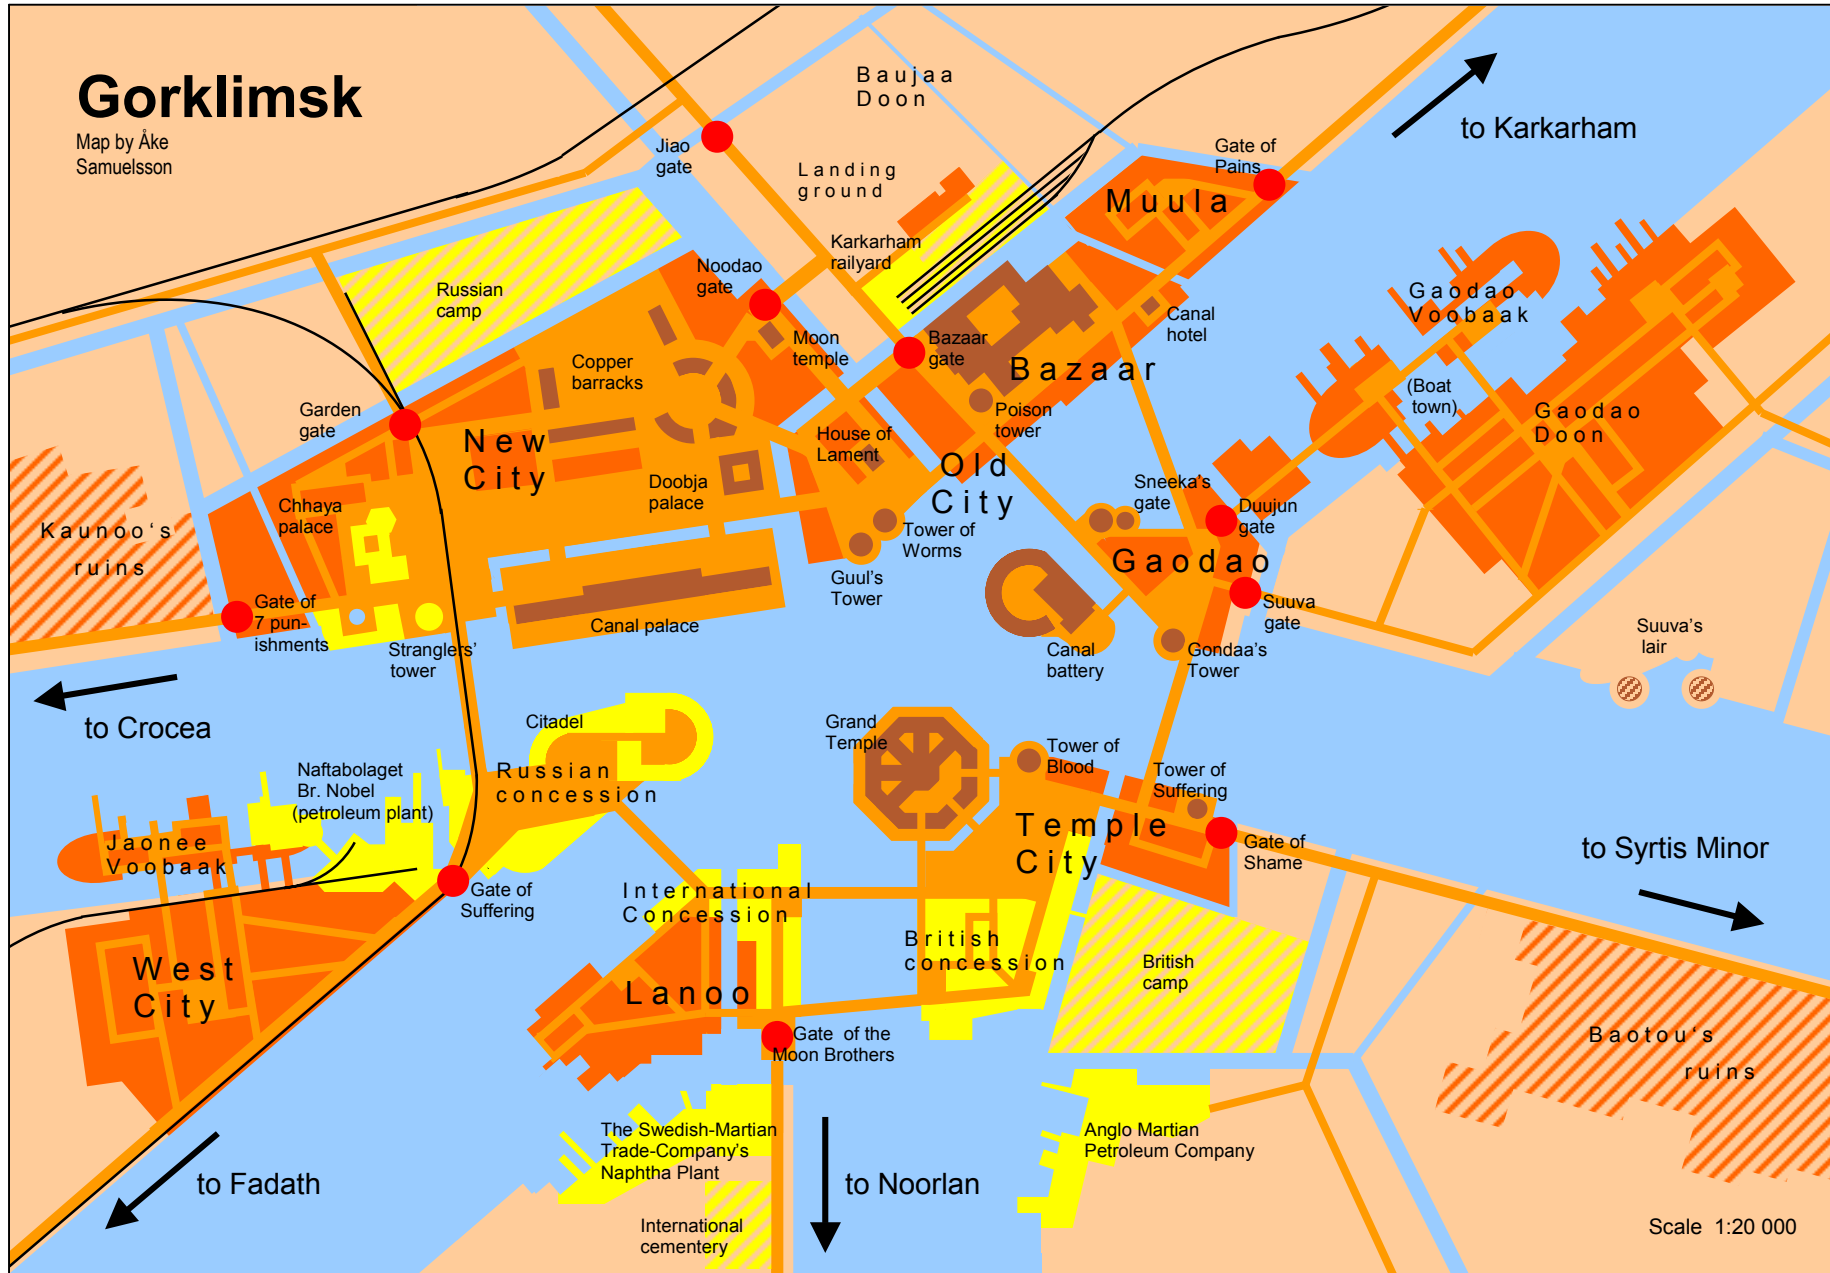 Gorklimsk
Map by Åke
Samuelsson
Baujaa
Doon
to Karkarham
Jiao
gate
Landing
ground
Gate of
Pains
Muula
Karkarham
railyard
Noodao
gate
Russian
camp
Gaodao
Voobaak
Canal
hotel
Moon
temple
Bazaar
gate
Copper
barracks
Bazaar
(Boat
town)
Garden
gate
Poison
tower
Gaodao
Doon
New
City
House of
Lament
Old
City
Doobja
palace
Sneeka's
gate
Chhaya
palace
Duujun
gate
Kaunoo‘s
ruins
Tower of
Worms
Gaodao
Guul's
Tower
Gate of
7 pun-
ishments
Suuva
gate
Canal palace
Suuva's
lair
Stranglers'
tower
Canal
battery
Gondaa's
Tower
to Crocea
Citadel
Grand
Temple
Tower of
Blood
Naftabolaget
Br. Nobel
(petroleum plant)
Russian
concession
Tower of
Suffering
Temple
City
Jaonee
Voobaak
Gate of
Shame
to Syrtis Minor
Gate of
Suffering
International
Concession
British
concession
West
City
British
camp
Lanoo
Gate of the
Moon Brothers
Baotou‘s
ruins
The Swedish-Martian
Trade-Company's
Naphtha Plant
Anglo Martian
Petroleum Company
to Fadath
to Noorlan
International
cementery
Scale 1:20 000